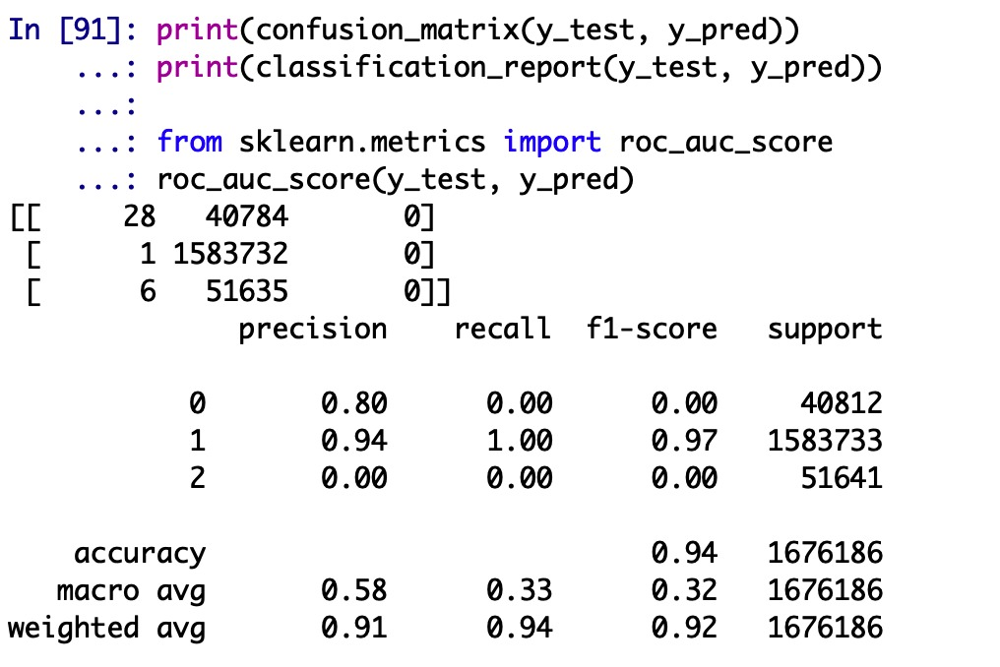 In [91]: print(confusion_matrix(y_test, y_pred))
...: print(classification_report(y_test, y_pred))
...:
...: from sklearn.metrics import roc_auc_score
...: roc_auc_score(y_test, y_pred)
[[ 28 40784 0]
[ 1 1583732 0]
[ 6 51635 0]]
precision recall f1-score support
0 0.80 0.00 0.00 40812
1 0.94 1.00 0.97 1583733
2 0.00 0.00 0.00 51641
accuracy 0.94 1676186
macro avg 0.58 0.33 0.32 1676186
weighted avg 0.91 0.94 0.92 1676186